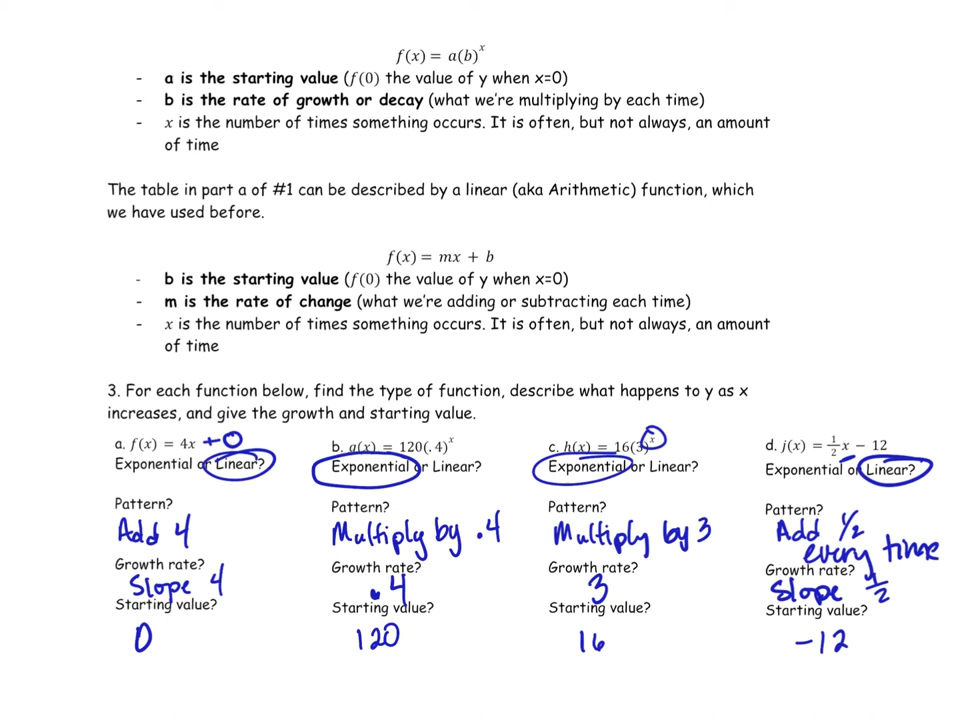 f(x) = a(b)^x
- a is the starting value (f(0) the value of y when x=0)
- b is the rate of growth or decay (what we're multiplying by each time)
- x is the number of times something occurs. It is often, but not always, an amount
of time
The table in part a of #1 can be described by a linear (aka Arithmetic) function, which
we have used before.
f(x) = mx + b
- b is the starting value (f(0) the value of y when x=0)
- m is the rate of change (what we're adding or subtracting each time)
- x is the number of times something occurs. It is often, but not always, an amount
of time
3. For each function below, find the type of function, describe what happens to y as x
increases, and give the growth and starting value.
a. f(x) = 4x + 0
Exponential or Linear?
Pattern?
Add 4
Growth rate?
Slope 4
Starting value?
0
b. g(x) = 120(.4)^x
Exponential or Linear?
Pattern?
Multiply by .4
Growth rate?
.4
Starting value?
120
c. h(x) = 16(3)^x
Exponential or Linear?
Pattern?
Multiply by 3
Growth rate?
3
Starting value?
16
d. j(x) = 1/2 x − 12
Exponential or Linear?
Pattern?
Add 1/2
every time
Growth rate?
Slope 1/2
Starting value?
-12